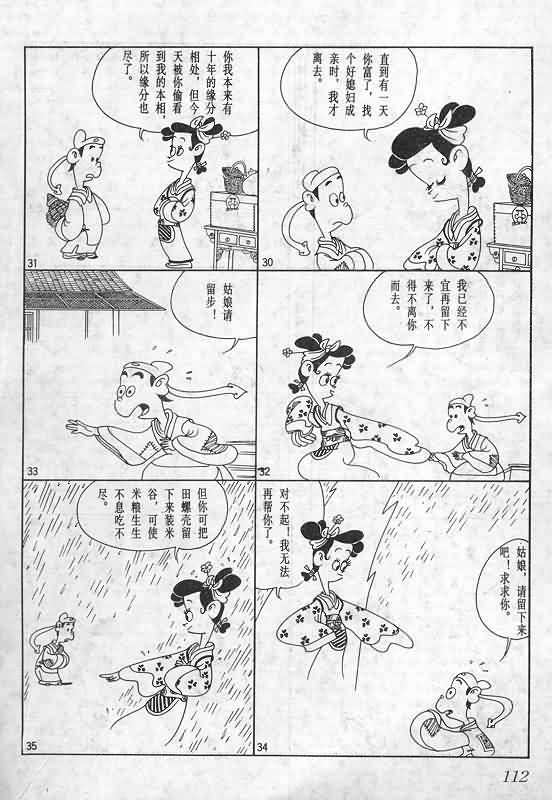 直到有一天
你富了，找
个好媳妇成
亲时，我才
离去。
30
你我本来有
十年的缘分
相处，但今
天被你偷看
到我的本相，
所以缘分也
尽了。
31
我已经不
宜再留下
来了，不
得不离你
而去。
32
姑娘请
留步！
33
姑娘，请留下来
吧！求求你。
对不起！我无法
再帮你了。
34
但你可把
田螺壳留
下来装米
谷，可使
米粮生生
不息吃不
尽。
35
112